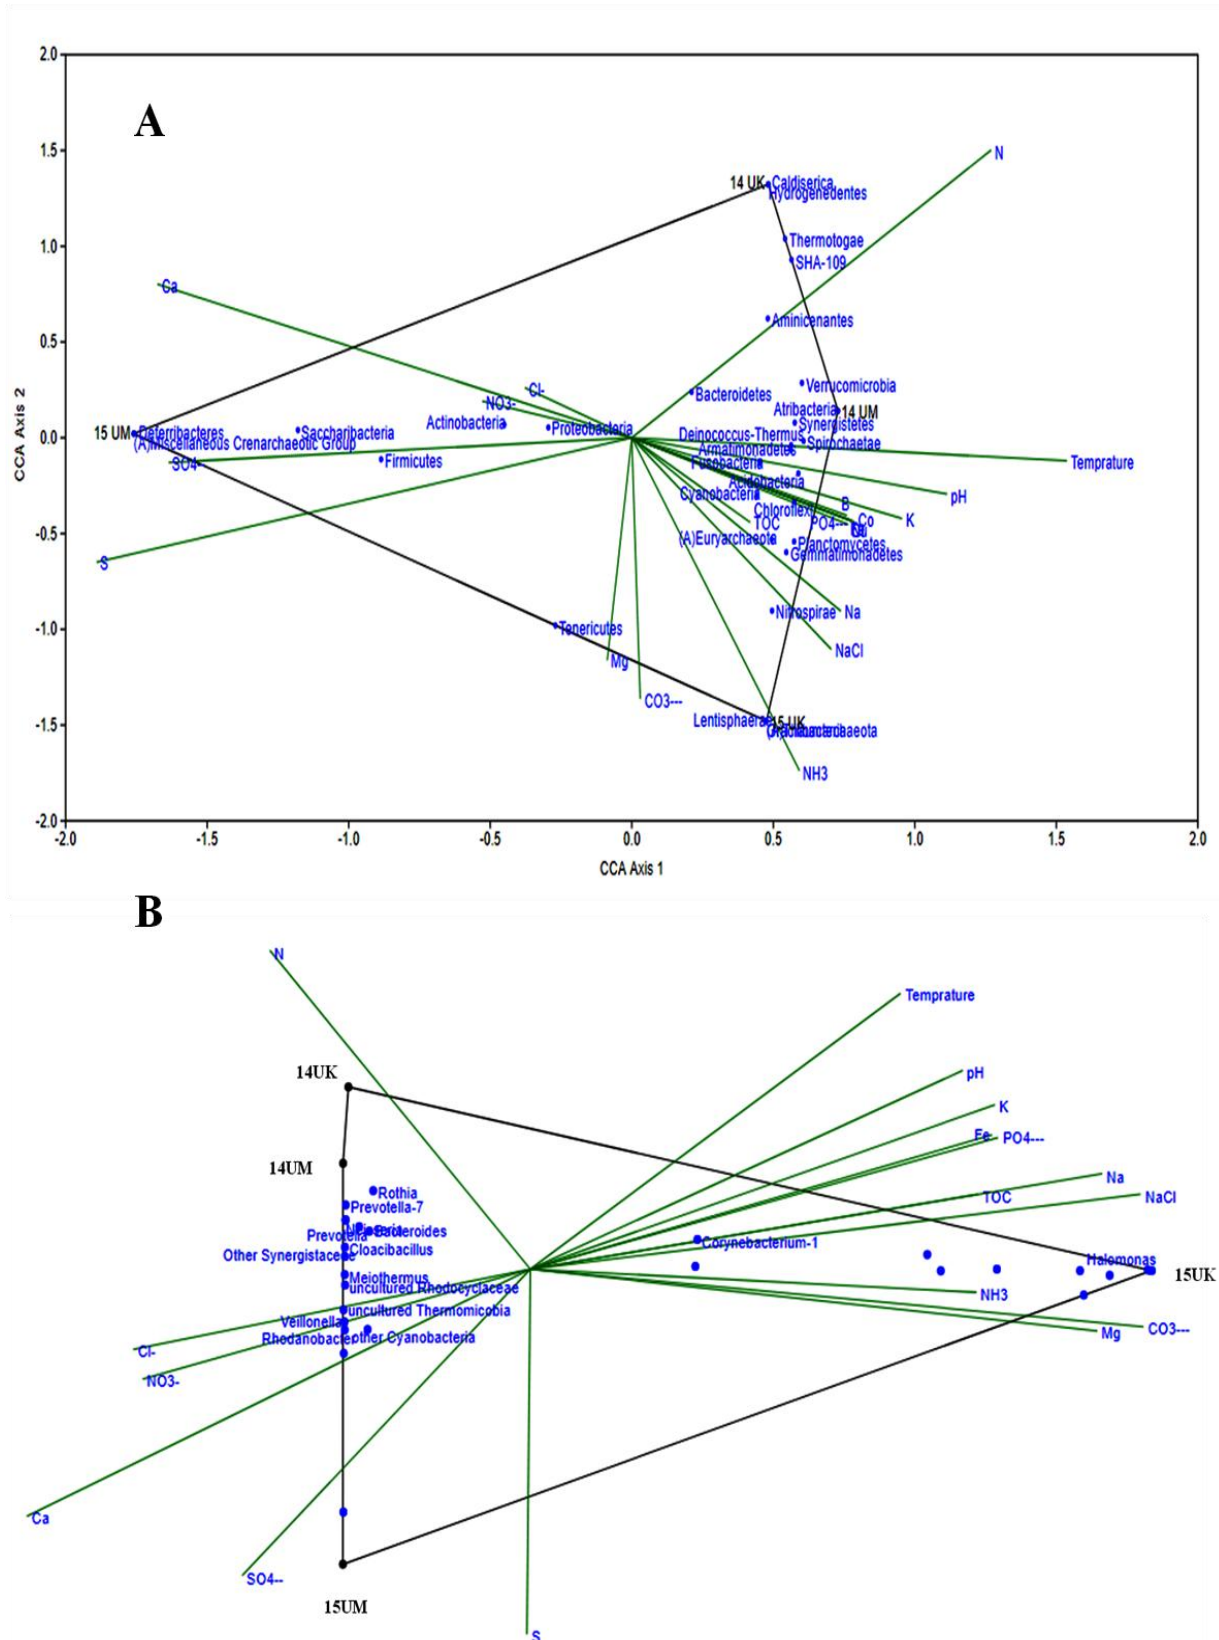 2.0
A
1.5
N
14 UK
Caldiserica
Hydrogenedentes
Thermotogae
1.0
SHA-109
Ca
Aminicenantes
0.5
Cl-
Verrucomicrobia
Bacteroidetes
NO3-
Atribacteria
14 UM
Actinobacteria
Synergistetes
CCA Axis 2
0.0
15 UM
Deferribacteres
Saccharibacteria
Proteobacteria
Deinococcus-Thermus
Spirochaetae
(A)Miscellaneous Crenarchaeotic Group
Armatimonadetes
SO4-
Firmicutes
Fusobacteria
Temprature
Acidobacteria
Cyanobacteria
pH
B
Chloroflexi
TOC
PO4---
Co
K
-0.5
(A)Euryarchaeota
Planctomycetes
Gemmatimonadetes
S
Nitrospirae
Na
-1.0
Tenericutes
NaCl
Mg
CO3---
-1.5
Lentisphaerae
15 UK
NH3
-2.0
-2.0
-1.5
-1.0
-0.5
0.0
0.5
1.0
1.5
2.0
CCA Axis 1
B
N
Temprature
14UK
pH
K
Fe
PO4---
14UM
Na
Rothia
NaCl
TOC
Prevotella-7
Prevotella
Bacteroides
Corynebacterium-1
Cloacibacillus
Other Synergistaceae
Halomonas
15UK
Meiothermus
uncultured Rhodocyclaceae
NH3
uncultured Thermomicobia
Veillonella
CO3---
Rhodanobacter
other Cyanobacteria
Mg
Cl-
NO3-
Ca
SO4--
15UM
S